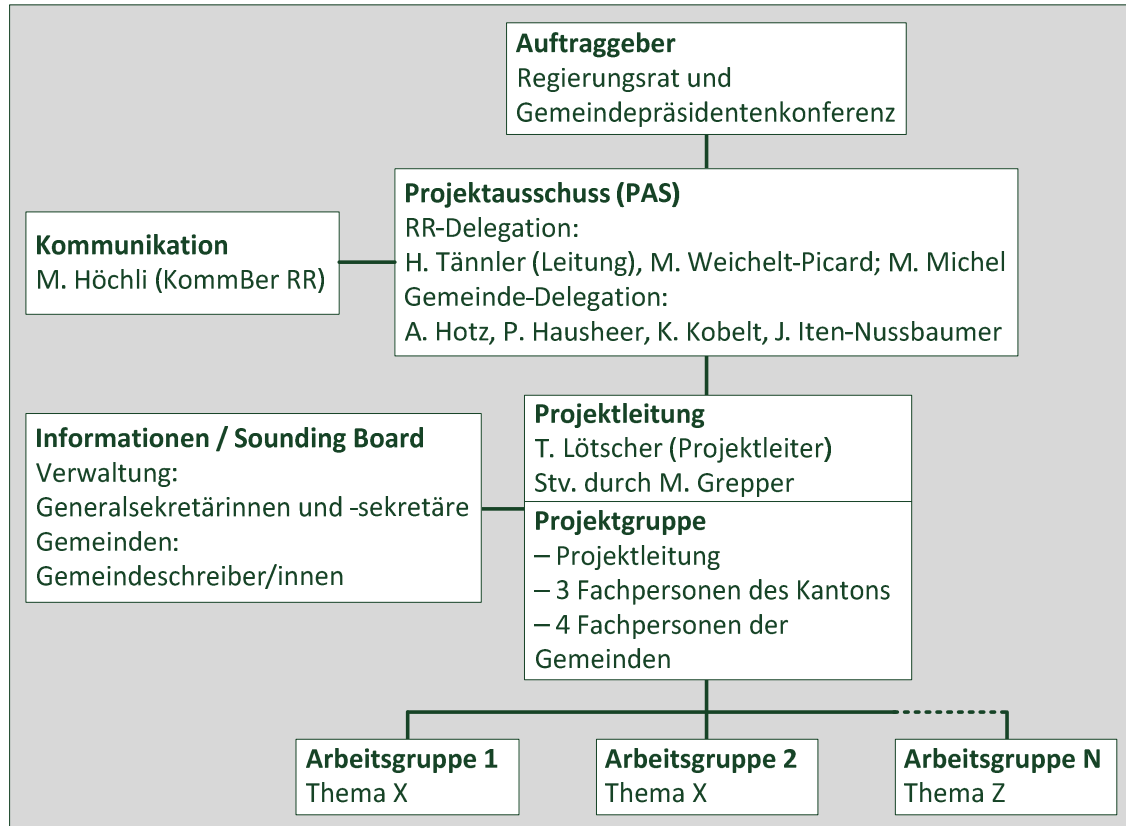 Auftraggeber
Regierungsrat und
Gemeindepräsidentenkonferenz
Projektausschuss (PAS)
RR-Delegation:
H. Tännler (Leitung), M. Weichelt-Picard; M. Michel
Gemeinde-Delegation:
A. Hotz, P. Hausheer, K. Kobelt, J. Iten-Nussbaumer
Kommunikation
M. Höchli (KommBer RR)
Projektleitung
T. Lötscher (Projektleiter)
Stv. durch M. Grepper
Informationen / Sounding Board
Verwaltung:
Generalsekretärinnen und -sekretäre
Gemeinden:
Gemeindeschreiber/innen
Projektgruppe
– Projektleitung
– 3 Fachpersonen des Kantons
– 4 Fachpersonen der
Gemeinden
Arbeitsgruppe 1
Thema X
Arbeitsgruppe 2
Thema X
Arbeitsgruppe N
Thema Z